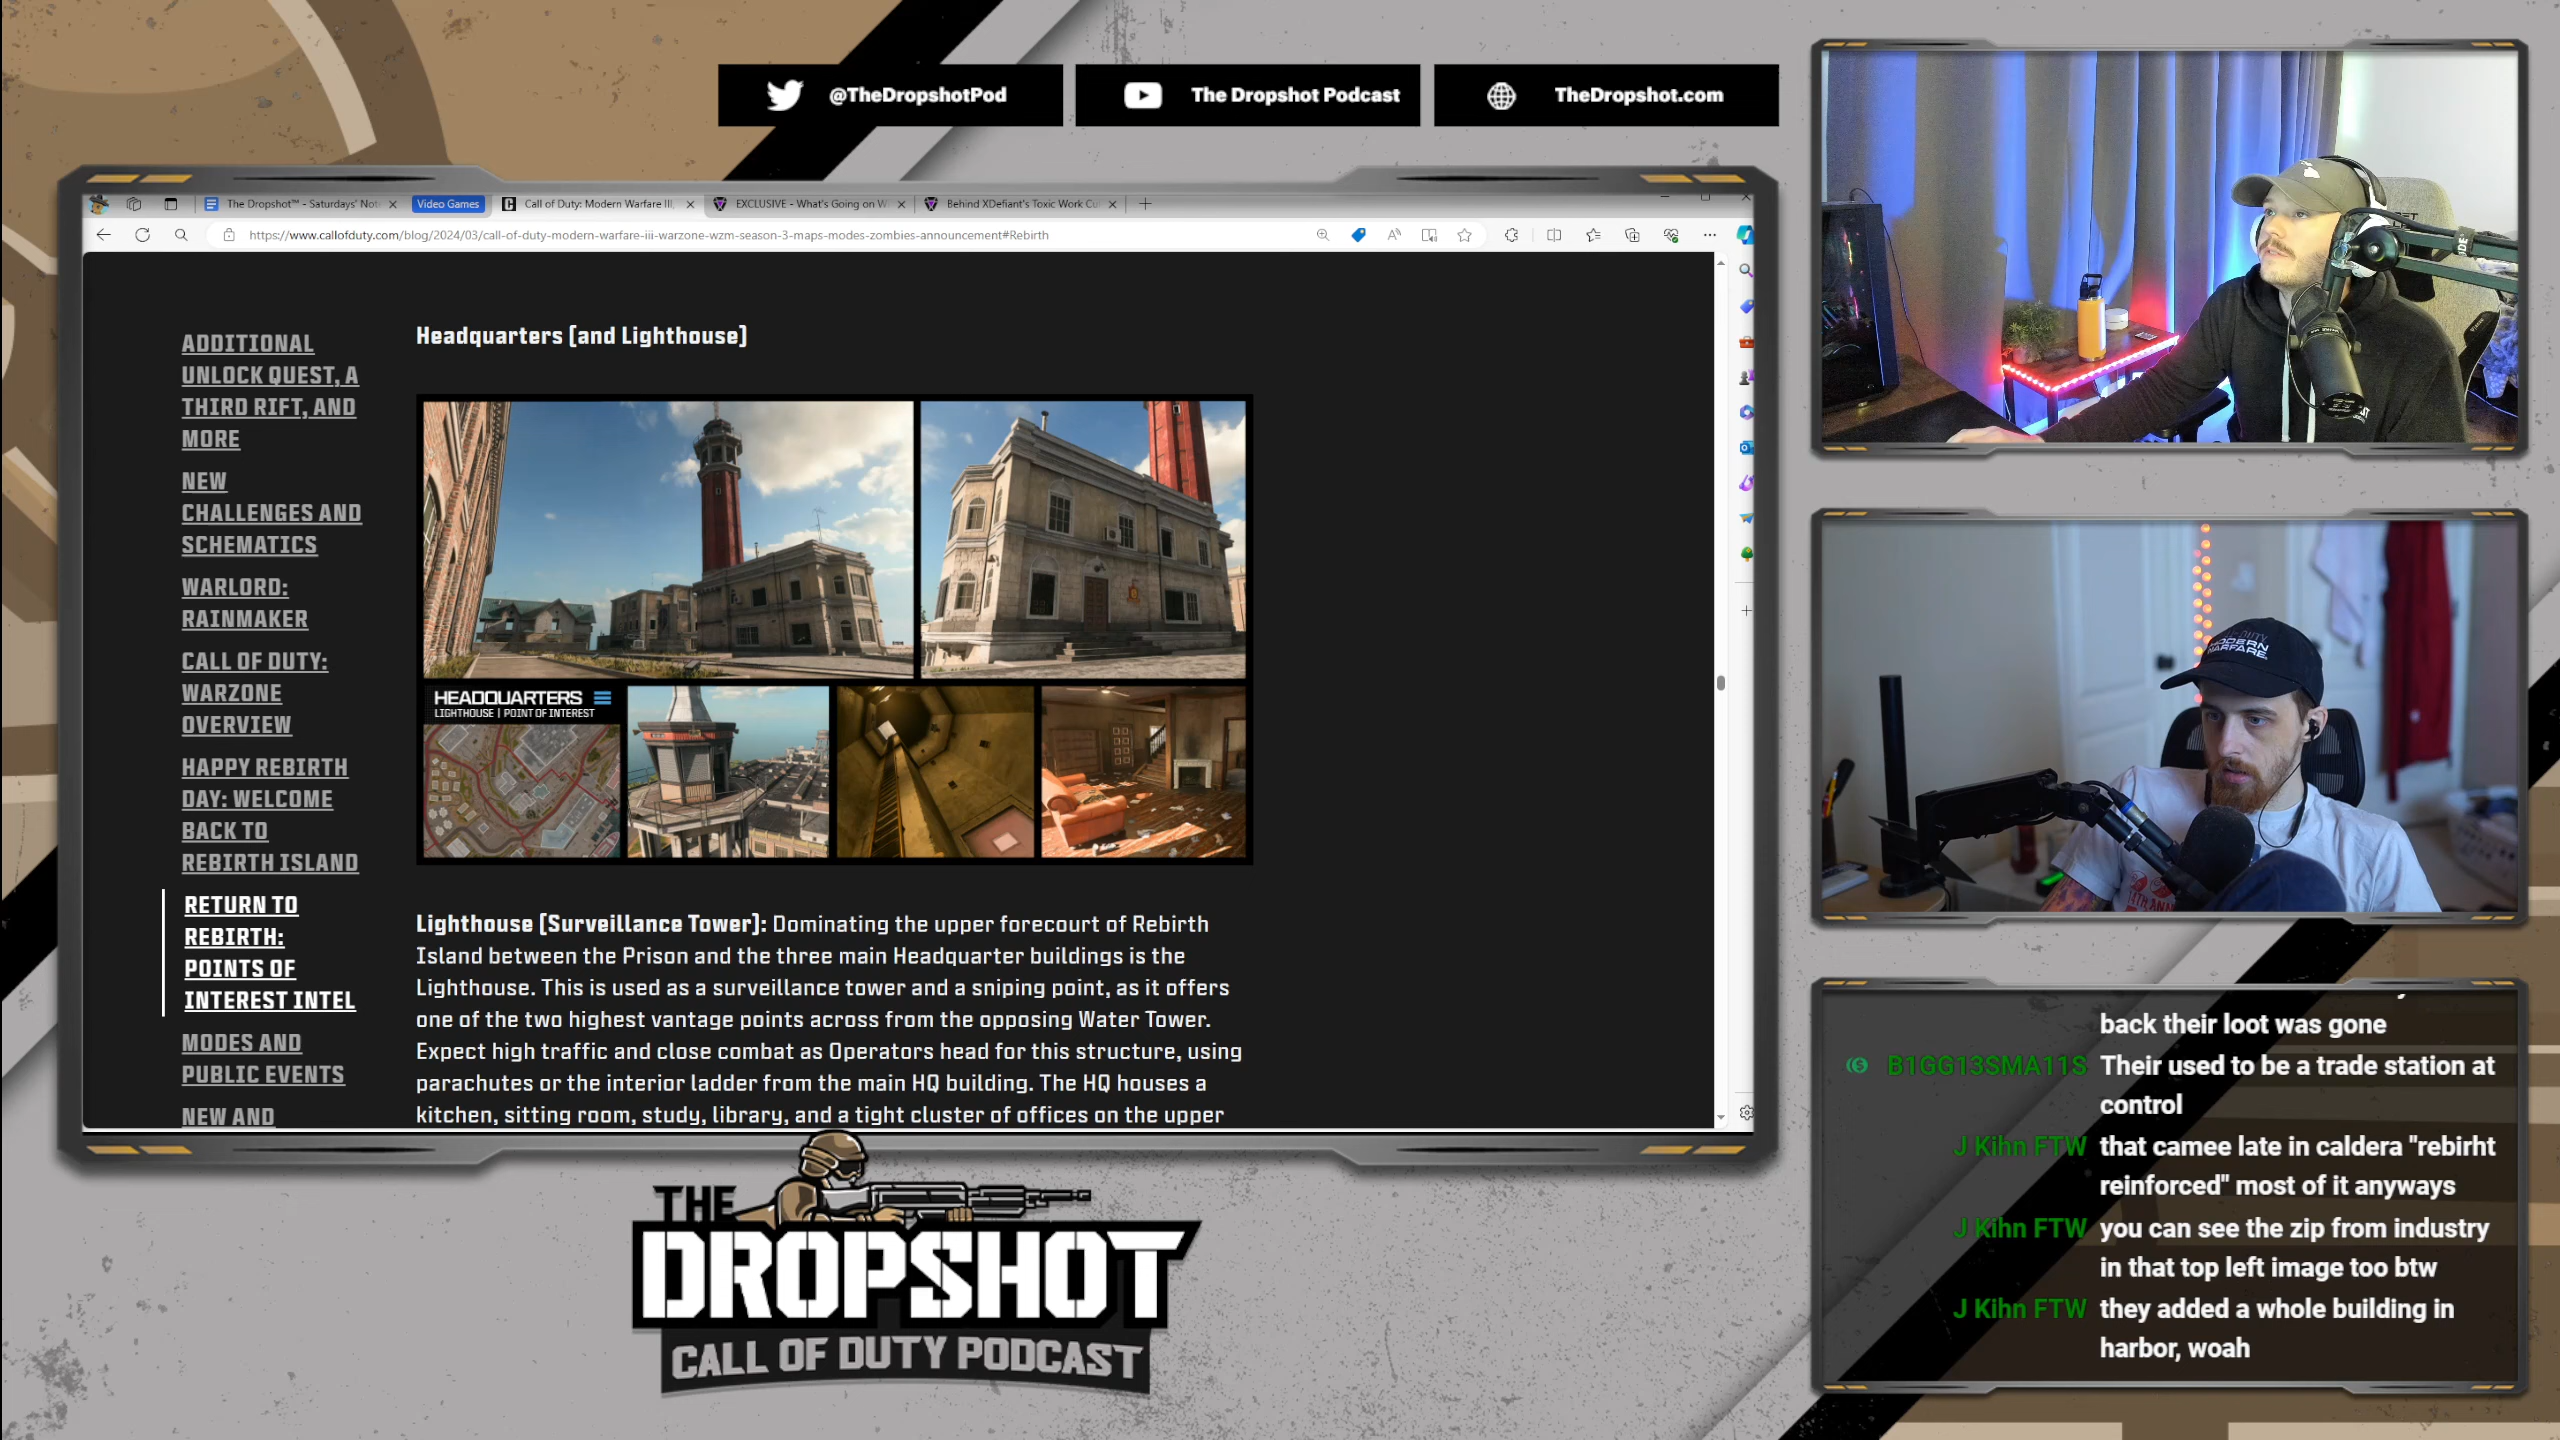 @TheDropshotPod
The Dropshot Podcast
TheDropshot.com
The Dropshot™ - Saturdays' Not
Video Games
Call of Duty: Modern Warfare III,
EXCLUSIVE - What's Going on W
Behind XDefiant's Toxic Work Cu
https://www.callofduty.com/blog/2024/03/call-of-duty-modern-warfare-iii-warzone-wzm-season-3-maps-modes-zombies-announcement#Rebirth
ADDITIONAL
UNLOCK QUEST, A
THIRD RIFT, AND
MORE
NEW
CHALLENGES AND
SCHEMATICS
WARLORD:
RAINMAKER
CALL OF DUTY:
WARZONE
OVERVIEW
HAPPY REBIRTH
DAY: WELCOME
BACK TO
REBIRTH ISLAND
RETURN TO
REBIRTH:
POINTS OF
INTEREST INTEL
MODES AND
PUBLIC EVENTS
NEW AND
Headquarters [and Lighthouse]
HEADQUARTERS
LIGHTHOUSE | POINT OF INTEREST
Lighthouse [Surveillance Tower]: Dominating the upper forecourt of Rebirth
Island between the Prison and the three main Headquarter buildings is the
Lighthouse. This is used as a surveillance tower and a sniping point, as it offers
one of the two highest vantage points across from the opposing Water Tower.
Expect high traffic and close combat as Operators head for this structure, using
parachutes or the interior ladder from the main HQ building. The HQ houses a
kitchen, sitting room, study, library, and a tight cluster of offices on the upper
MODERN
WARFARE
back their loot was gone
B1GG13SMA11S Their used to be a trade station at
control
J Kihn FTW that camee late in caldera "rebirht
reinforced" most of it anyways
J Kihn FTW you can see the zip from industry
in that top left image too btw
J Kihn FTW they added a whole building in
harbor, woah
THE
DROPSHOT
CALL OF DUTY PODCAST